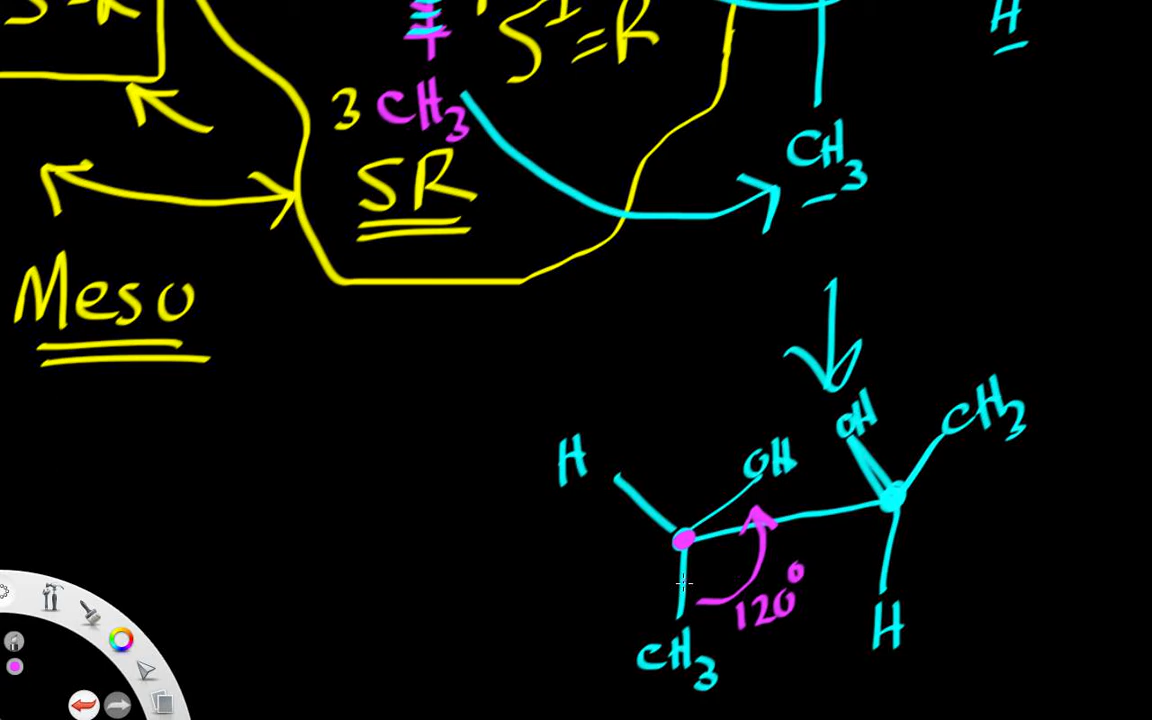 S=R
S I = R
H
3 CH3
CH3
SR
Meso
H
OH
OH
CH3
120°
CH3
H